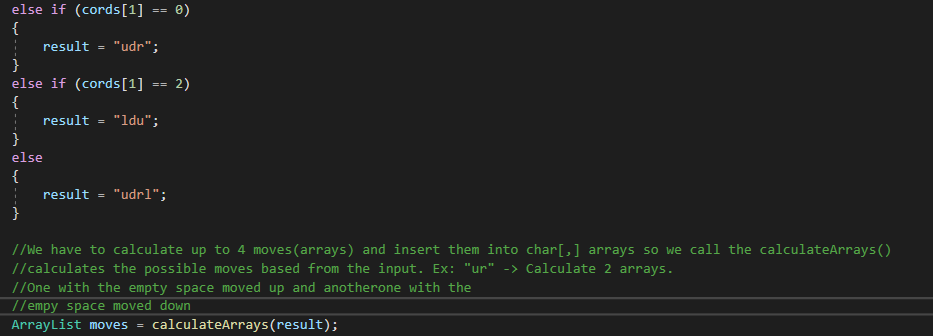 else if (cords[1] == 0)
{
result = "udr";
}
else if (cords[1] == 2)
{
result = "ldu";
}
else
{
result = "udrl";
}
//We have to calculate up to 4 moves(arrays) and insert them into char[,] arrays so we call the calculateArrays()
//calculates the possible moves based from the input. Ex: "ur" -> Calculate 2 arrays.
//One with the empty space moved up and anotherone with the
//empy space moved down
ArrayList moves = calculateArrays(result);